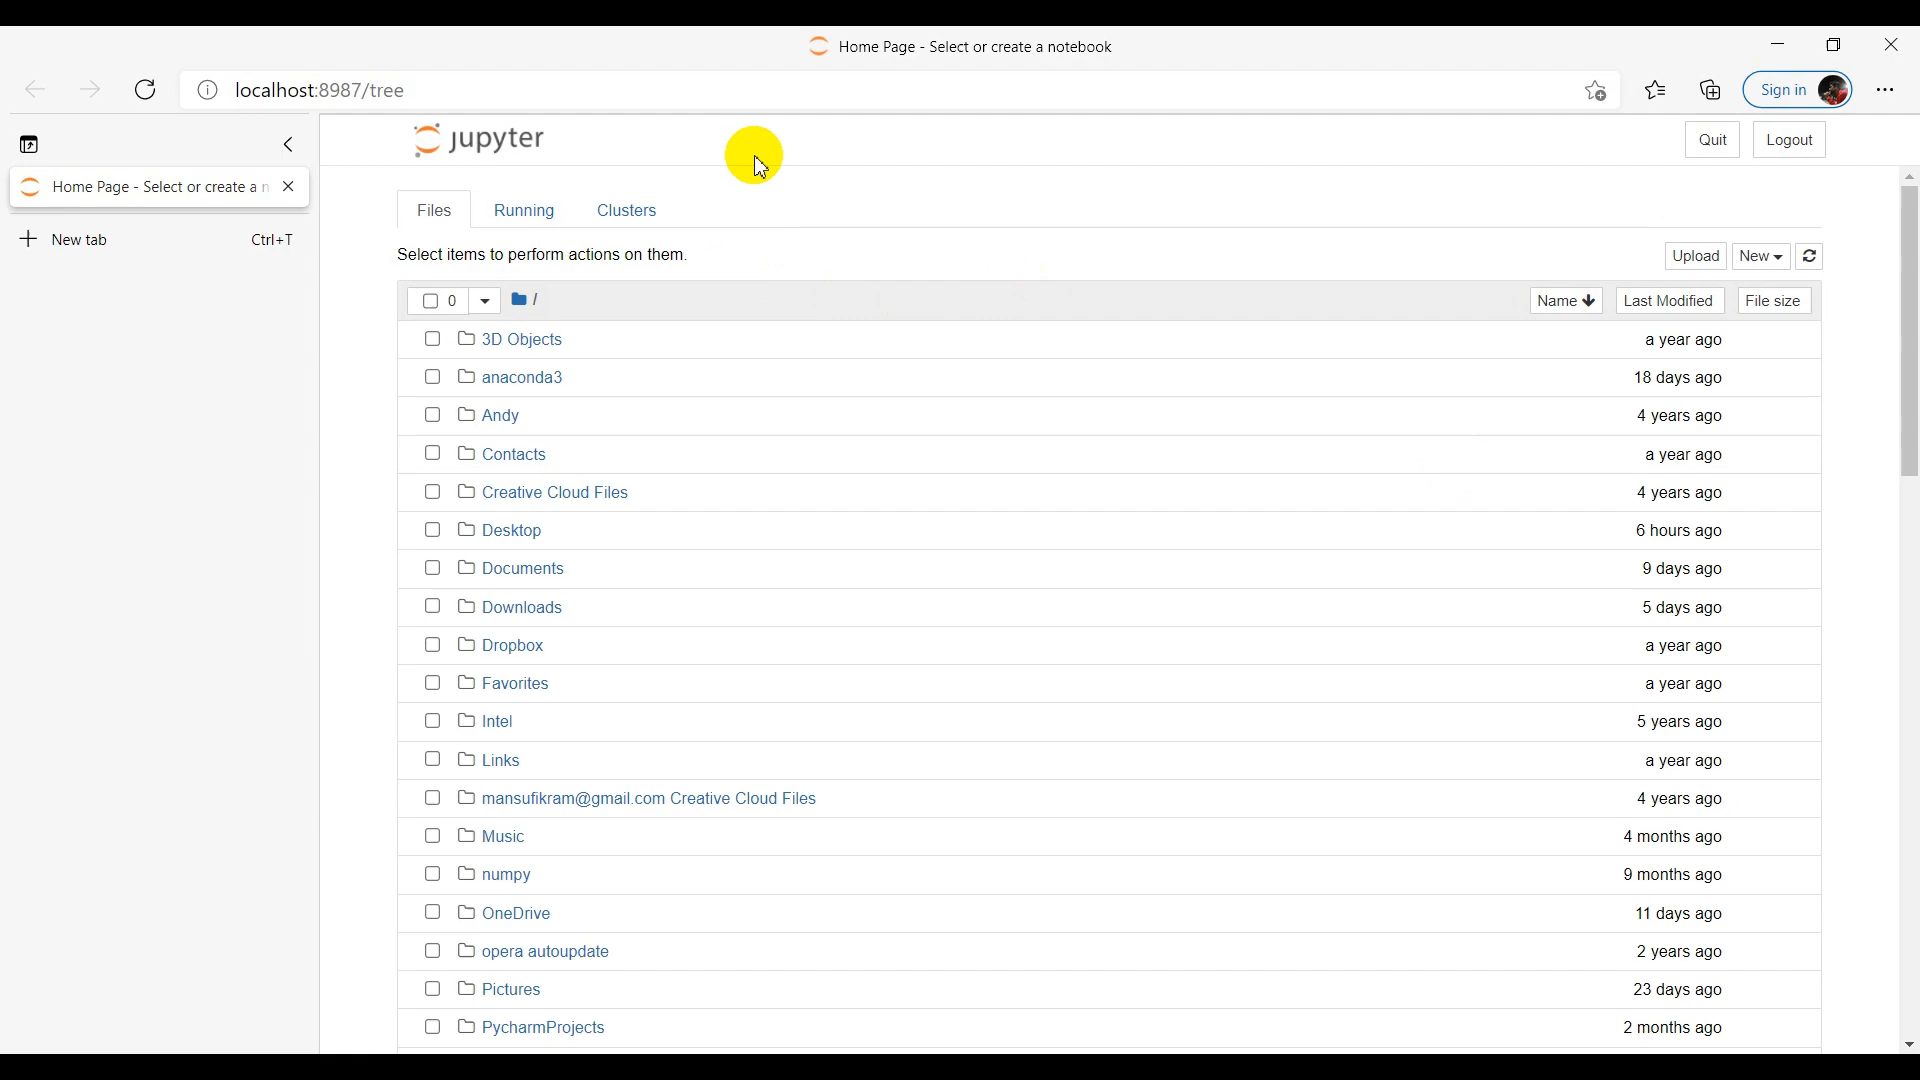 Home Page - Select or create a notebook
localhost:8987/tree
Sign in
jupyter
Quit
Logout
Home Page - Select or create a n
New tab Ctrl+T
Files Running Clusters
Select items to perform actions on them.
Upload New
0 / Name Last Modified File size
3D Objects a year ago
anaconda3 18 days ago
Andy 4 years ago
Contacts a year ago
Creative Cloud Files 4 years ago
Desktop 6 hours ago
Documents 9 days ago
Downloads 5 days ago
Dropbox a year ago
Favorites a year ago
Intel 5 years ago
Links a year ago
mansufikram@gmail.com Creative Cloud Files 4 years ago
Music 4 months ago
numpy 9 months ago
OneDrive 11 days ago
opera autoupdate 2 years ago
Pictures 23 days ago
PycharmProjects 2 months ago